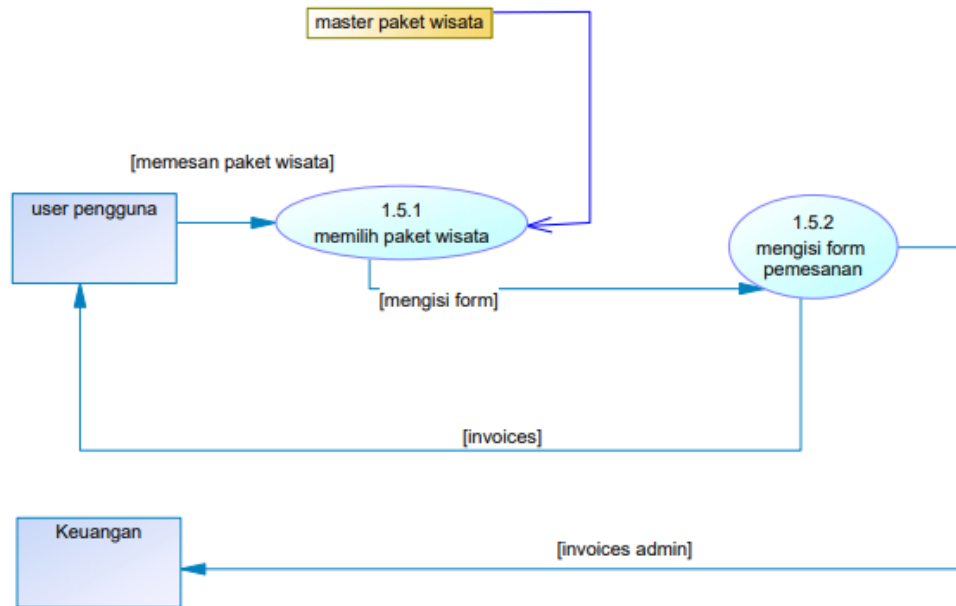 master paket wisata
[memesan paket wisata]
user pengguna
1.5.1
memilih paket wisata
1.5.2
mengisi form
pemesanan
[mengisi form]
[invoices]
Keuangan
[invoices admin]